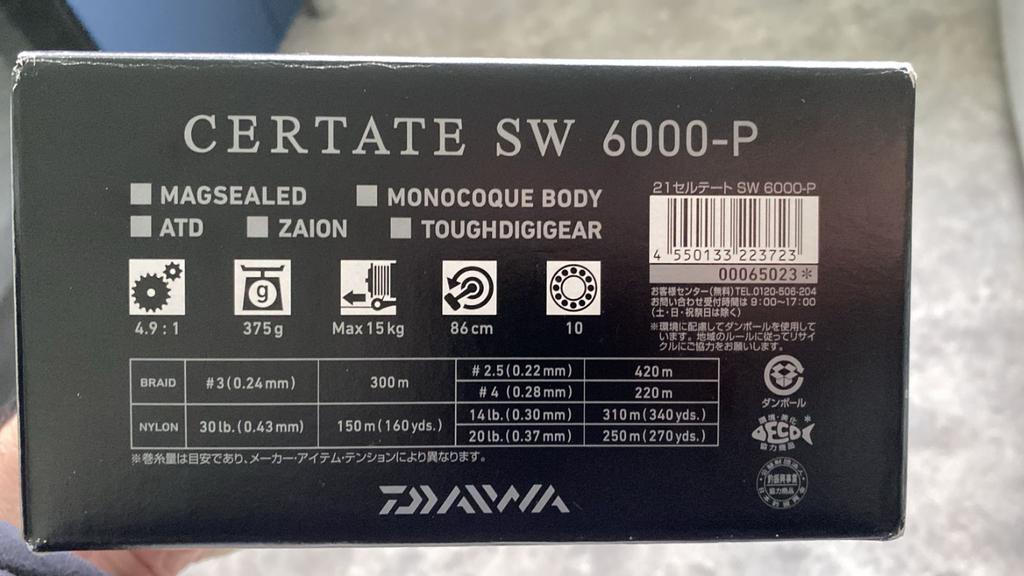 CERTATE SW 6000-P
MAGSEALED MONOCOQUE BODY
ATD ZAION TOUGHDIGIGEAR
21セルテート SW 6000-P
4 550133 223723
00065023*
お客様センター(無料)TEL.0120-506-204
お問い合わせ受付時間は9:00~17:00
(土・日・祝祭日は除く)
※環境に配慮してダンボールを使用して
います。地域のルールに従ってリサイ
クルにご協力をお願いします。
g
4.9:1 375g Max 15kg 86cm 10
BRAID #3(0.24mm) 300m #2.5(0.22mm) 420m
#4 (0.28mm) 220m
NYLON 30lb.(0.43mm) 150m(160yds.) 14lb.(0.30mm) 310m(340yds.)
20lb.(0.37mm) 250m(270yds.)
※巻糸量は目安であり、メーカー・アイテム・テンションにより異なります。
ダンボール
環境・美化
DECO
協力商品
DAIWA